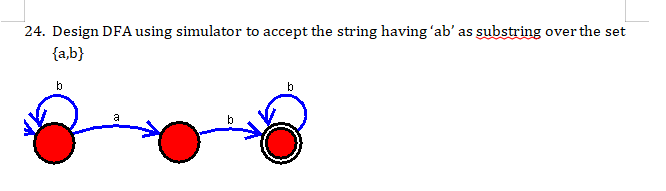 24. Design DFA using simulator to accept the string having ‘ab’ as substring over the set
{a,b}
b
b
a
b